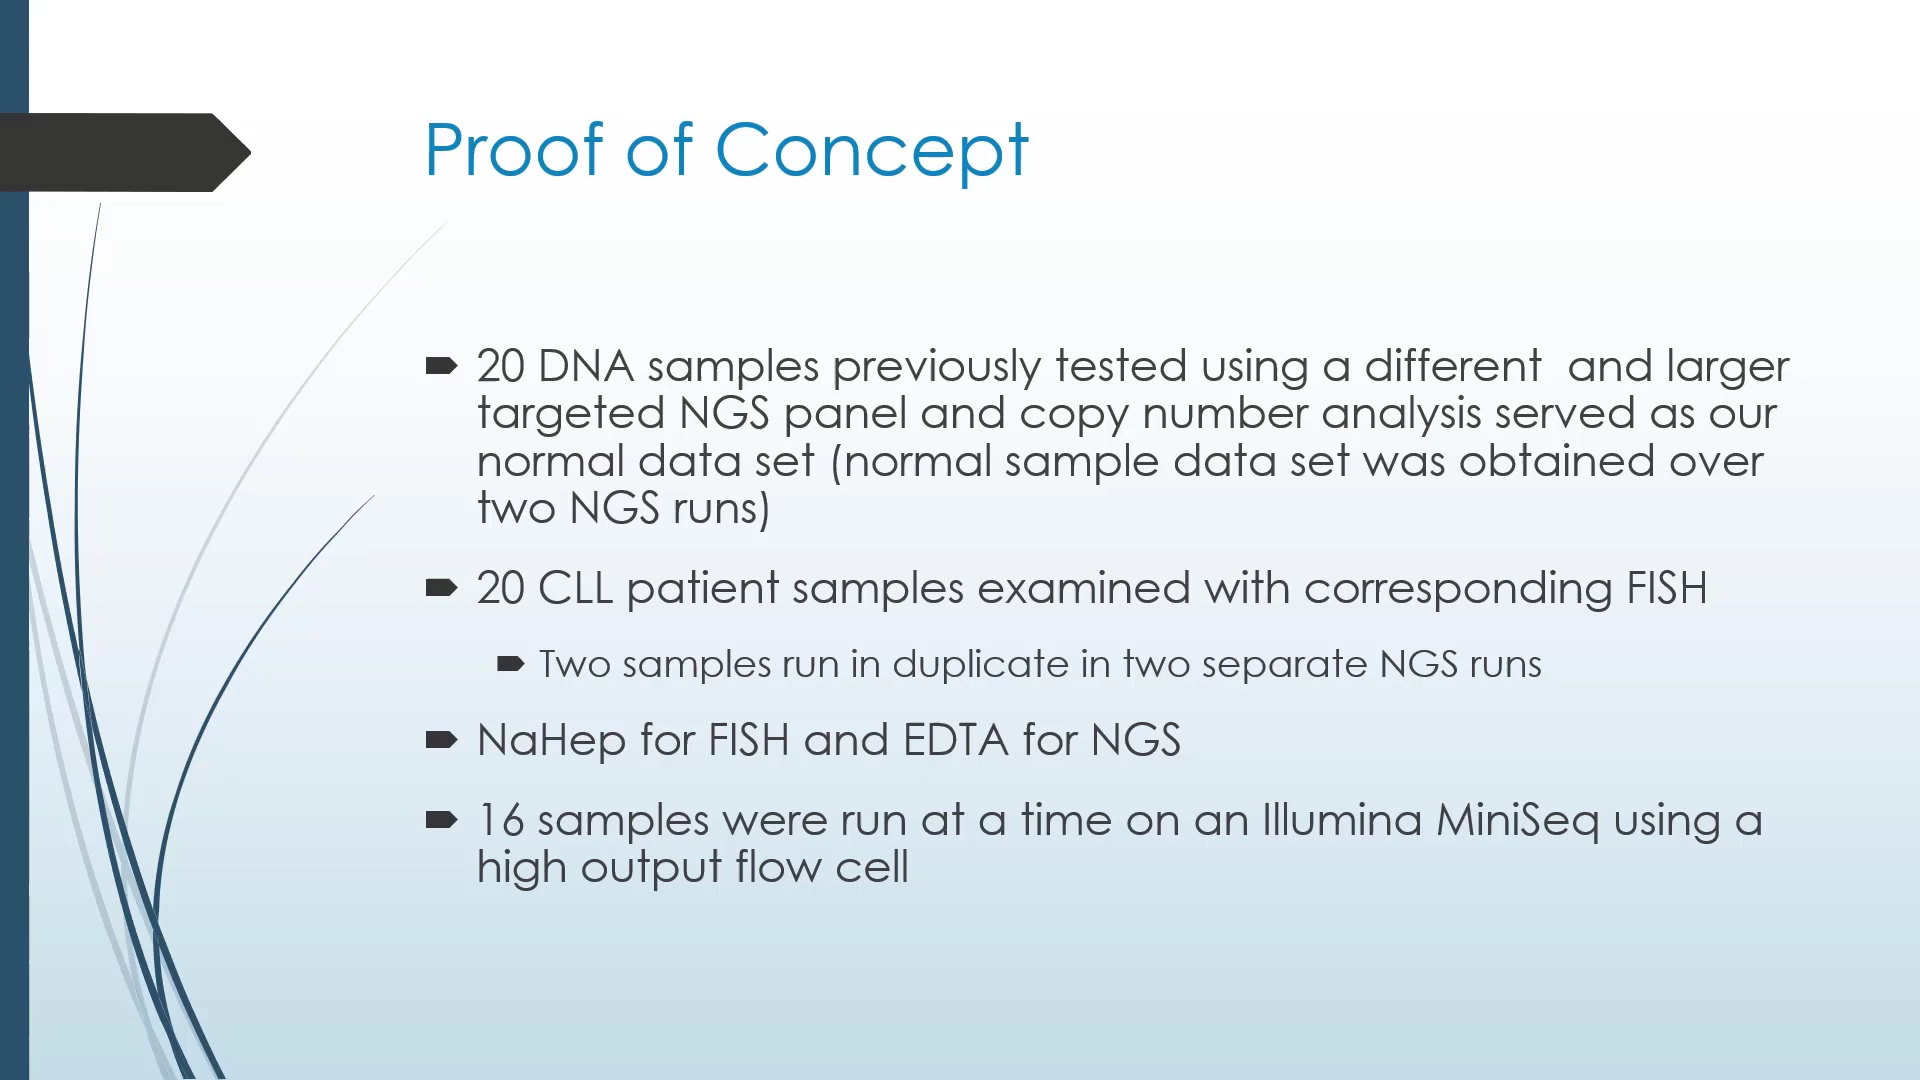 Proof of Concept
20 DNA samples previously tested using a different  and larger
targeted NGS panel and copy number analysis served as our
normal data set (normal sample data set was obtained over
two NGS runs)
20 CLL patient samples examined with corresponding FISH
Two samples run in duplicate in two separate NGS runs
NaHep for FISH and EDTA for NGS
16 samples were run at a time on an Illumina MiniSeq using a
high output flow cell